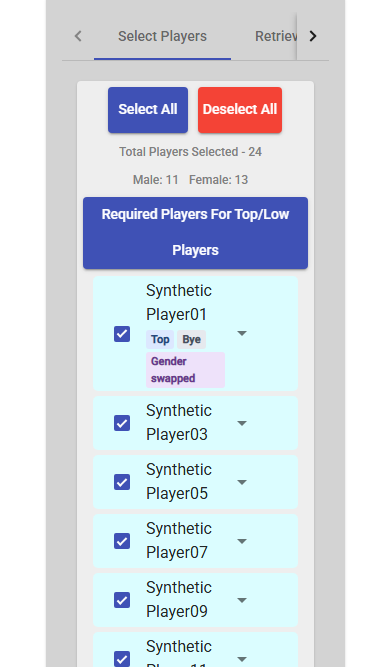 Select Players Retriev
Select All Deselect All
Total Players Selected - 24
Male: 11 Female: 13
Required Players For Top/Low
Players
Synthetic
Player01
Top Bye
Gender
swapped
Synthetic
Player03
Synthetic
Player05
Synthetic
Player07
Synthetic
Player09
Synthetic